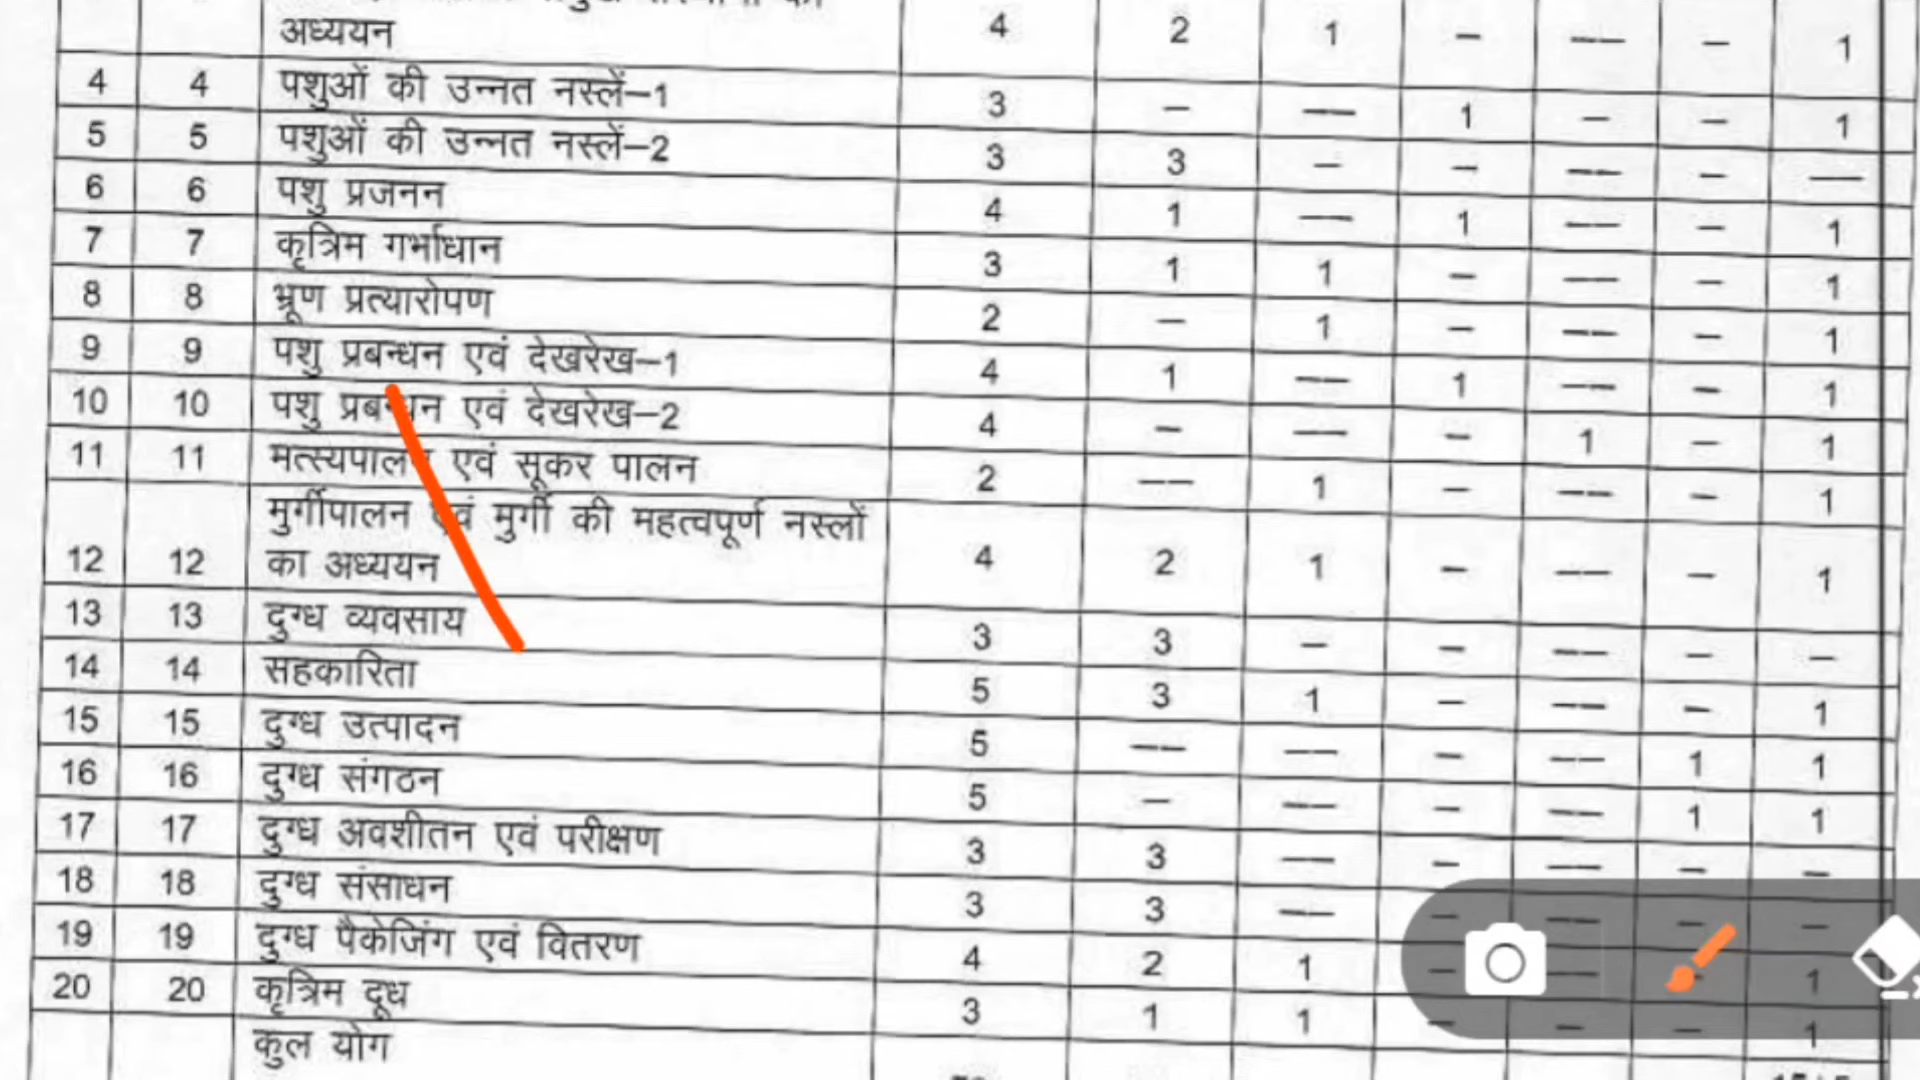 अध्ययन 4 2 1 – –– – 1
4 4 पशुओं की उन्नत नस्लें–1 3 – –– 1 – – 1
5 5 पशुओं की उन्नत नस्लें–2 3 3 – – –– – ––
6 6 पशु प्रजनन 4 1 –– 1 –– – 1
7 7 कृत्रिम गर्भाधान 3 1 1 – –– – 1
8 8 भ्रूण प्रत्यारोपण 2 – 1 – –– – 1
9 9 पशु प्रबन्धन एवं देखरेख–1 4 1 –– 1 –– – 1
10 10 पशु प्रबन्धन एवं देखरेख–2 4 – –– – 1 – 1
11 11 मत्स्यपालन एवं सूकर पालन 2 –– 1 – –– – 1
मुर्गीपालन एवं मुर्गी की महत्वपूर्ण नस्लों
12 12 का अध्ययन 4 2 1 – –– – 1
13 13 दुग्ध व्यवसाय 3 3 – – –– – –
14 14 सहकारिता 5 3 1 – –– – 1
15 15 दुग्ध उत्पादन 5 –– –– – –– 1 1
16 16 दुग्ध संगठन 5 – –– – –– 1 1
17 17 दुग्ध अवशीतन एवं परीक्षण 3 3 –– – –– – –
18 18 दुग्ध संसाधन 3 3 –– – –– – –
19 19 दुग्ध पैकेजिंग एवं वितरण 4 2 1 – –– – 1
20 20 कृत्रिम दूध 3 1 1 – – – 1
कुल योग